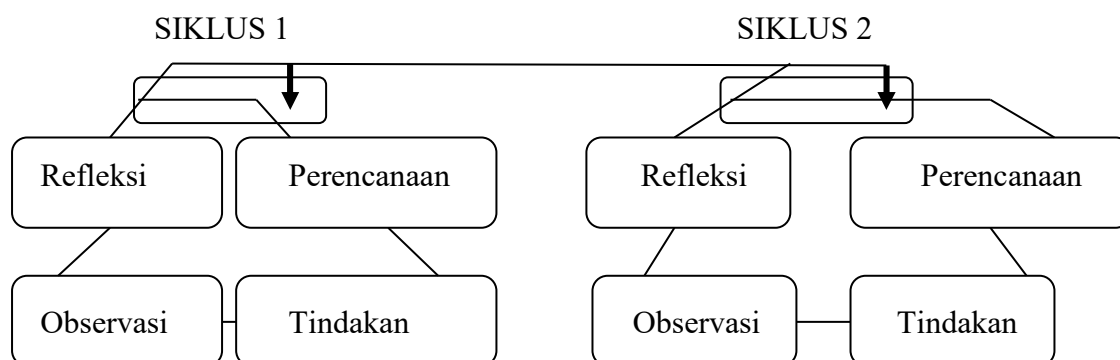 SIKLUS 1 SIKLUS 2
Refleksi Perencanaan Refleksi Perencanaan
Observasi Tindakan Observasi Tindakan